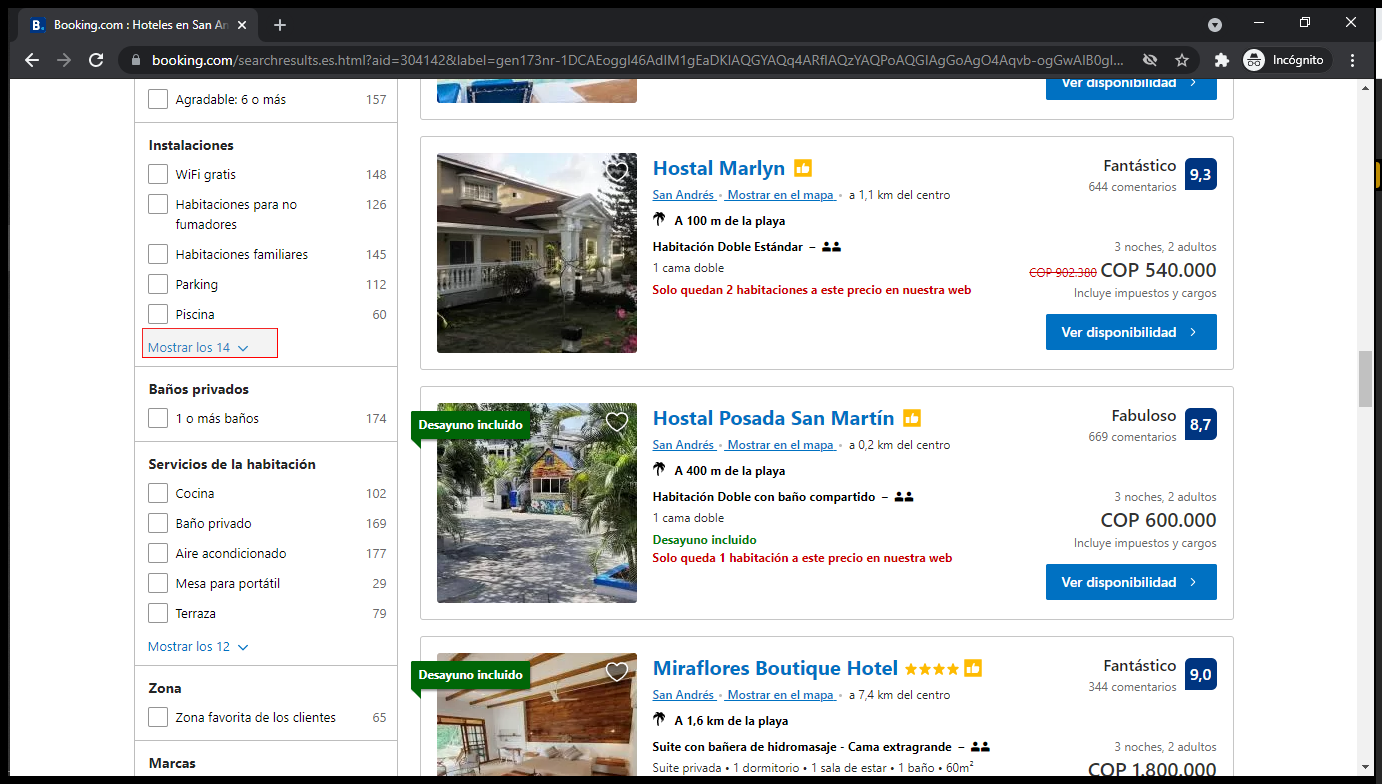 Booking.com : Hoteles en San An
booking.com/searchresults.es.html?aid=304142&label=gen173nr-1DCAEoggI46AdIM1gEaDKIAQGYAQq4ARfIAQzYAQPoAQGIAgGoAgO4Aqvb-ogGwAIB0gI...
Incógnito
Agradable: 6 o más 157
Instalaciones
WiFi gratis 148
Habitaciones para no
fumadores 126
Habitaciones familiares 145
Parking 112
Piscina 60
Mostrar los 14
Baños privados
1 o más baños 174
Servicios de la habitación
Cocina 102
Baño privado 169
Aire acondicionado 177
Mesa para portátil 29
Terraza 79
Mostrar los 12
Zona
Zona favorita de los clientes 65
Marcas
Ver disponibilidad
Hostal Marlyn
San Andrés • Mostrar en el mapa • a 1,1 km del centro
A 100 m de la playa
Habitación Doble Estándar –
1 cama doble
Solo quedan 2 habitaciones a este precio en nuestra web
Fantástico 9,3
644 comentarios
3 noches, 2 adultos
COP 902.380 COP 540.000
Incluye impuestos y cargos
Ver disponibilidad
Desayuno incluido
Hostal Posada San Martín
San Andrés • Mostrar en el mapa • a 0,2 km del centro
A 400 m de la playa
Habitación Doble con baño compartido –
1 cama doble
Desayuno incluido
Solo queda 1 habitación a este precio en nuestra web
Fabuloso 8,7
669 comentarios
3 noches, 2 adultos
COP 600.000
Incluye impuestos y cargos
Ver disponibilidad
Desayuno incluido
Miraflores Boutique Hotel
San Andrés • Mostrar en el mapa • a 7,4 km del centro
A 1,6 km de la playa
Suite con bañera de hidromasaje - Cama extragrande –
Suite privada • 1 dormitorio • 1 sala de estar • 1 baño • 60m²
Fantástico 9,0
344 comentarios
3 noches, 2 adultos
COP 1.800.000